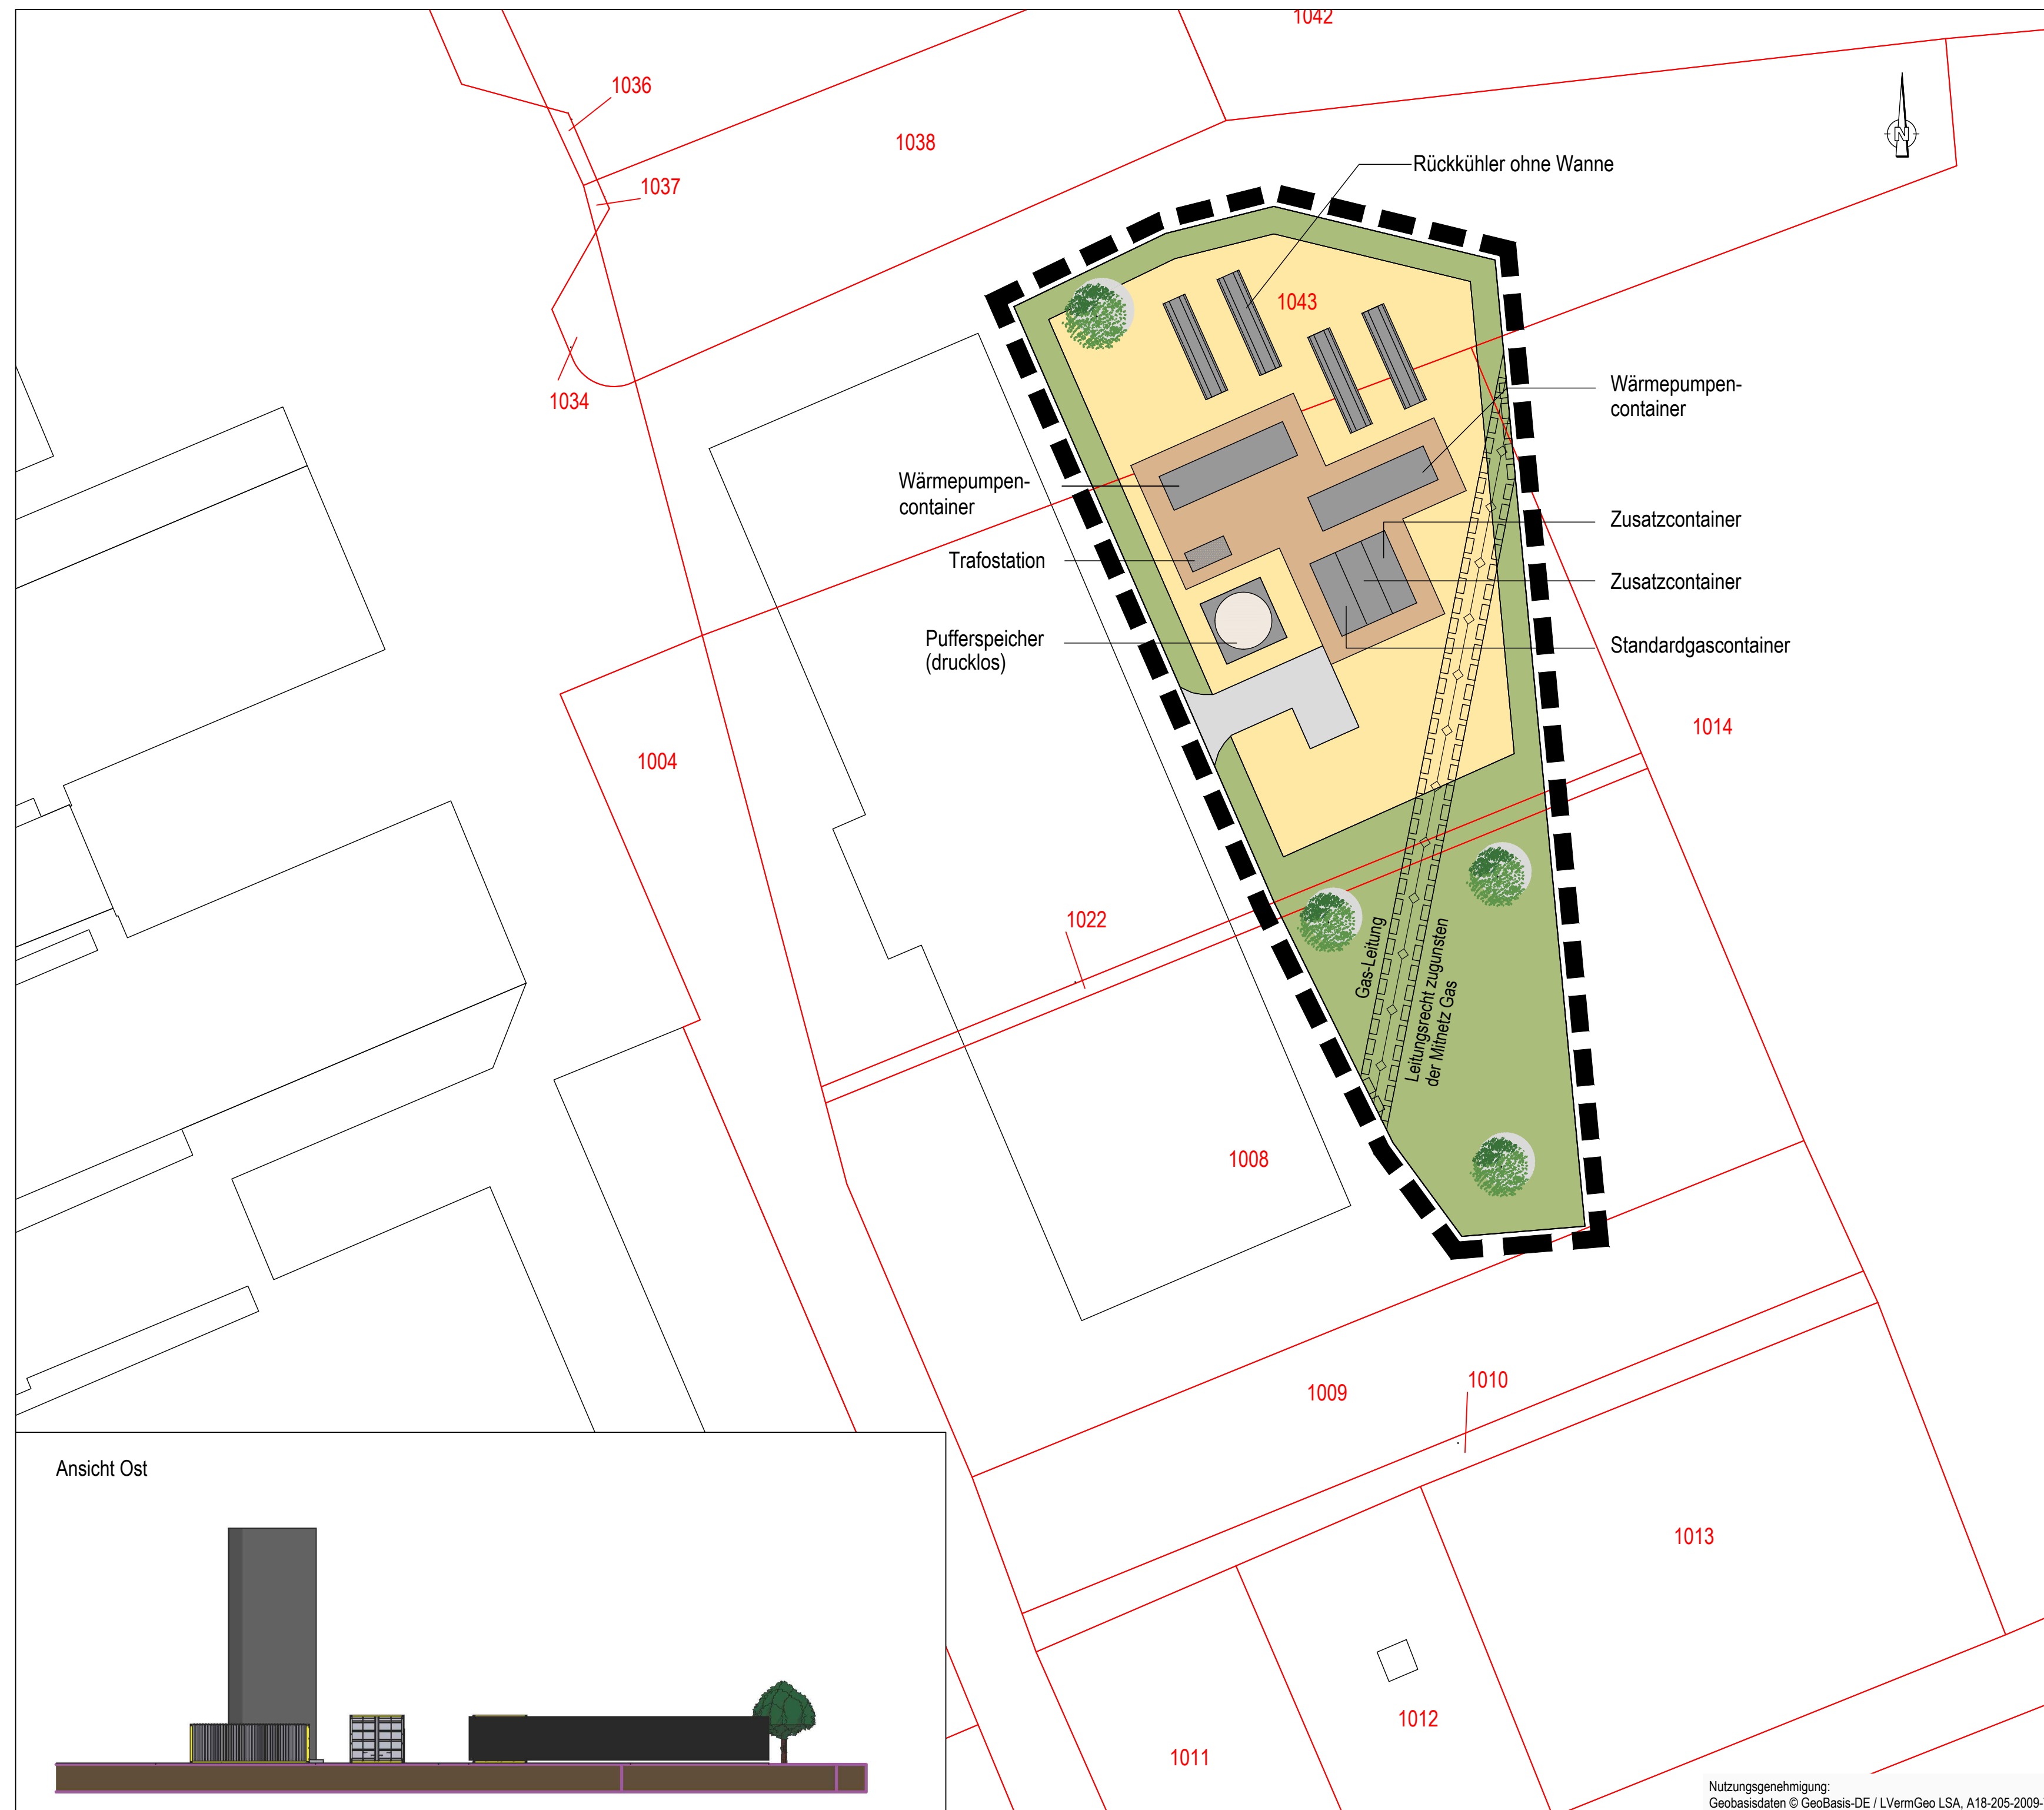 1042
1036
1038
1037
N
Rückkühler ohne Wanne
1043
1034
Wärmepumpen-
container
Wärmepumpen-
container
Zusatzcontainer
Trafostation
Zusatzcontainer
Pufferspeicher
(drucklos)
Standardgascontainer
1014
1004
1022
Gas-Leitung
Leitungsrecht zugunsten
der Mitnetz Gas
1008
1009
1010
Ansicht Ost
1013
1012
1011
Nutzungsgenehmigung:
Geobasisdaten © GeoBasis-DE / LVermGeo LSA, A18-205-2009-